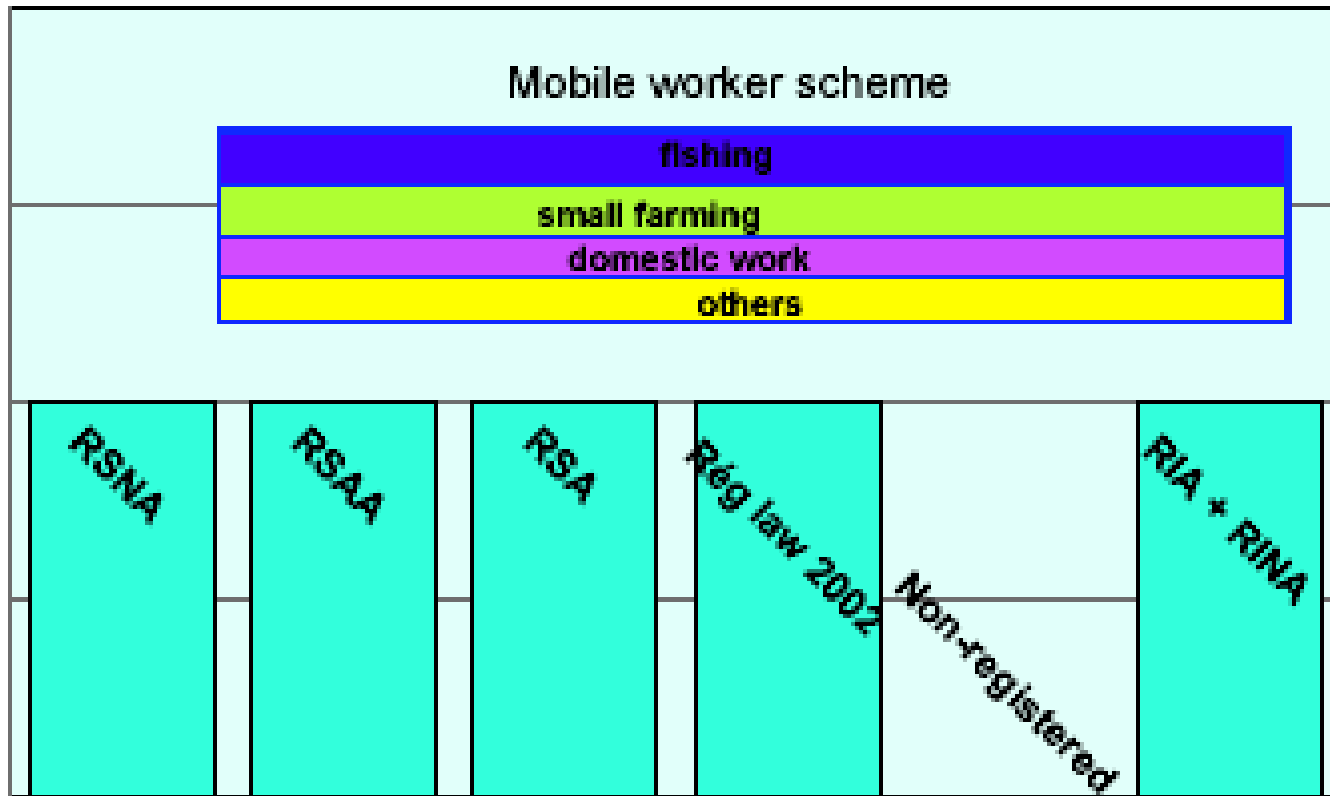 Mobile worker scheme
fishing
small farming
domestic work
others
RSNA
RSAA
RSA
Rég law 2002
Non-registered
RIA + RINA